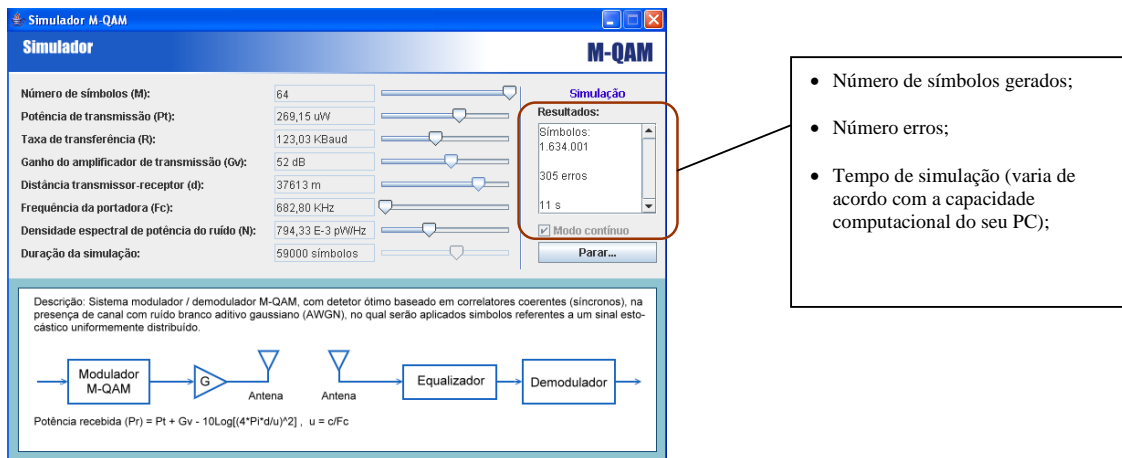 Simulador M-QAM
Simulador
M-QAM
Número de símbolos (M):
64
Potência de transmissão (Pt):
269,15 uW
Taxa de transferência (R):
123,03 KBaud
Ganho do amplificador de transmissão (Gv):
52 dB
Distância transmissor-receptor (d):
37613 m
Frequência da portadora (Fc):
682,80 KHz
Densidade espectral de potência do ruído (N):
794,33 E-3 pW/Hz
Duração da simulação:
59000 símbolos
Simulação
Resultados:
Símbolos:
1.634.001
305 erros
11 s
Modo contínuo
Parar...
Descrição: Sistema modulador / demodulador M-QAM, com detetor ótimo baseado em correlatores coerentes (síncronos), na
presença de canal com ruído branco aditivo gaussiano (AWGN), no qual serão aplicados simbolos referentes a um sinal esto-
cástico uniformemente distribuído.
Modulador
M-QAM
G
Antena
Antena
Equalizador
Demodulador
Potência recebida (Pr) = Pt + Gv - 10Log[(4*Pi*d/u)^2] , u = c/Fc
• Número de símbolos gerados;
• Número erros;
• Tempo de simulação (varia de
acordo com a capacidade
computacional do seu PC);